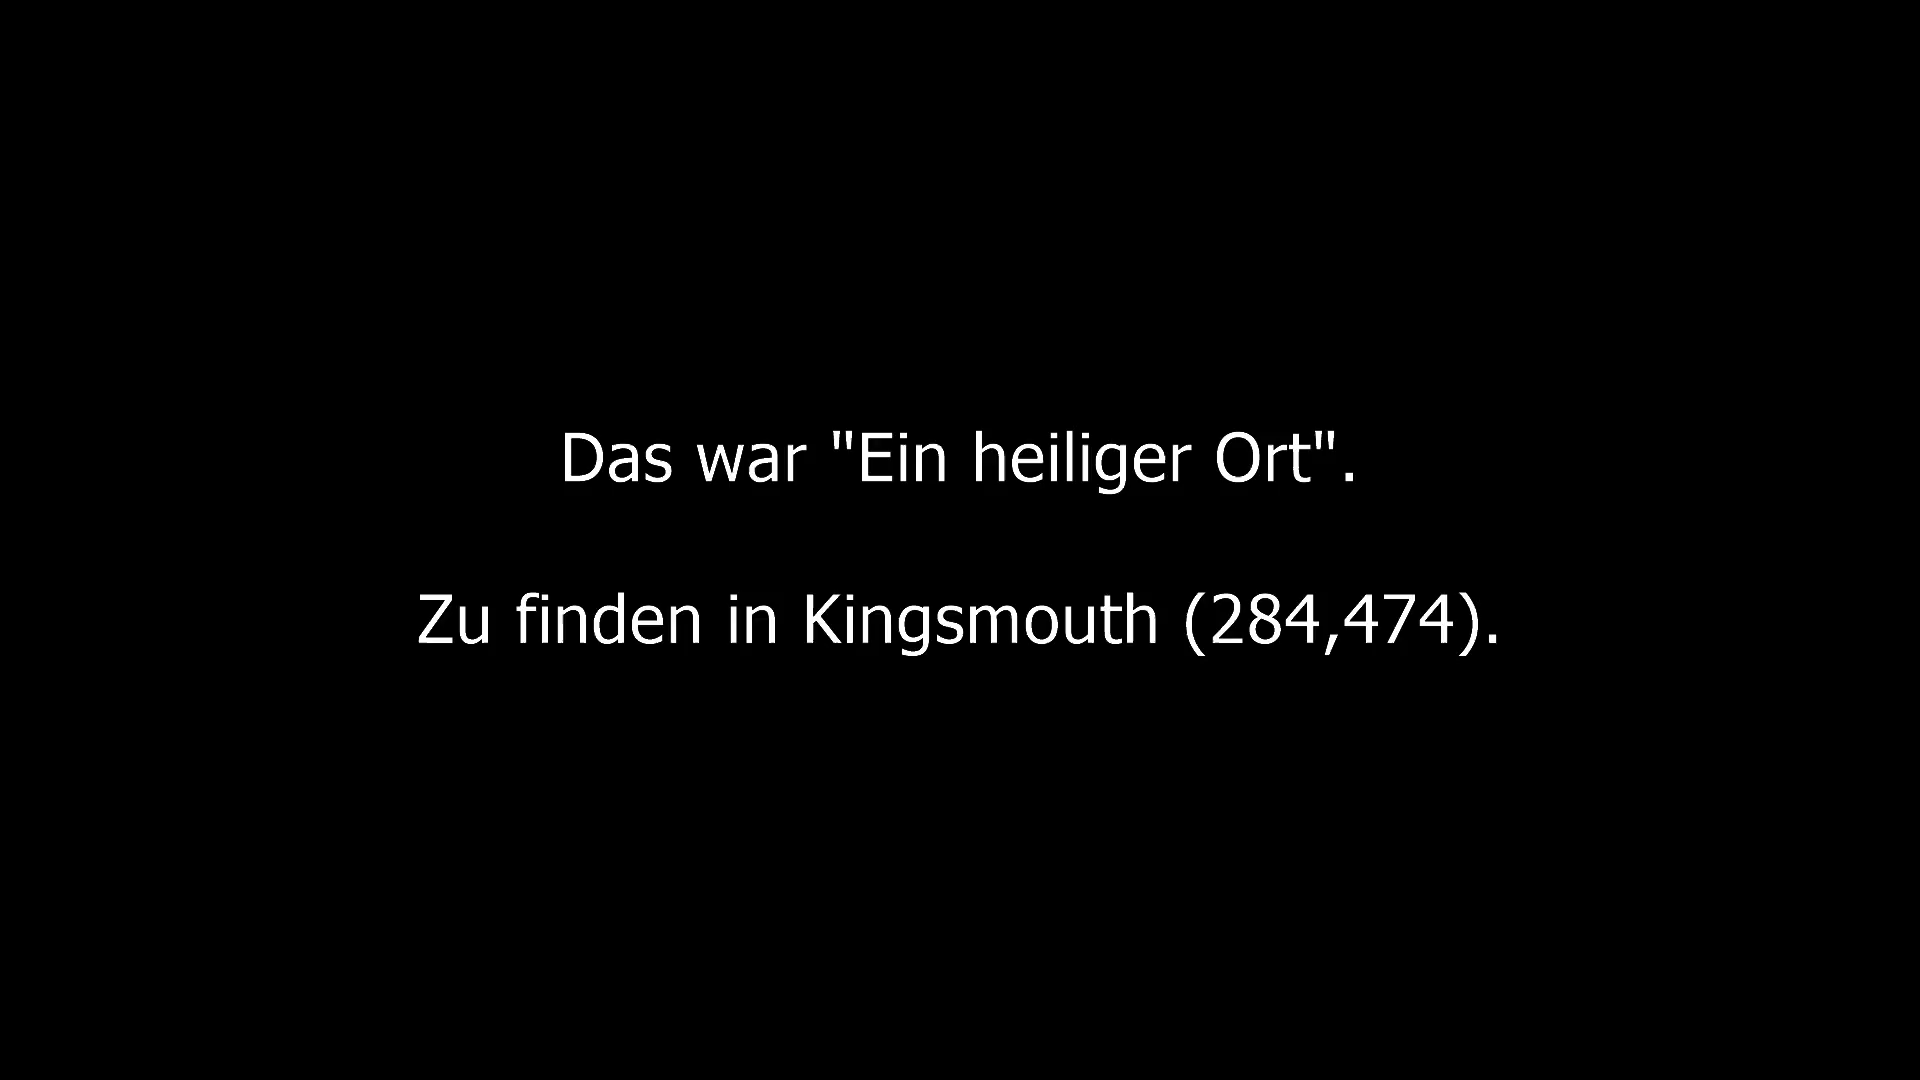 Das war "Ein heiliger Ort".
Zu finden in Kingsmouth (284,474).